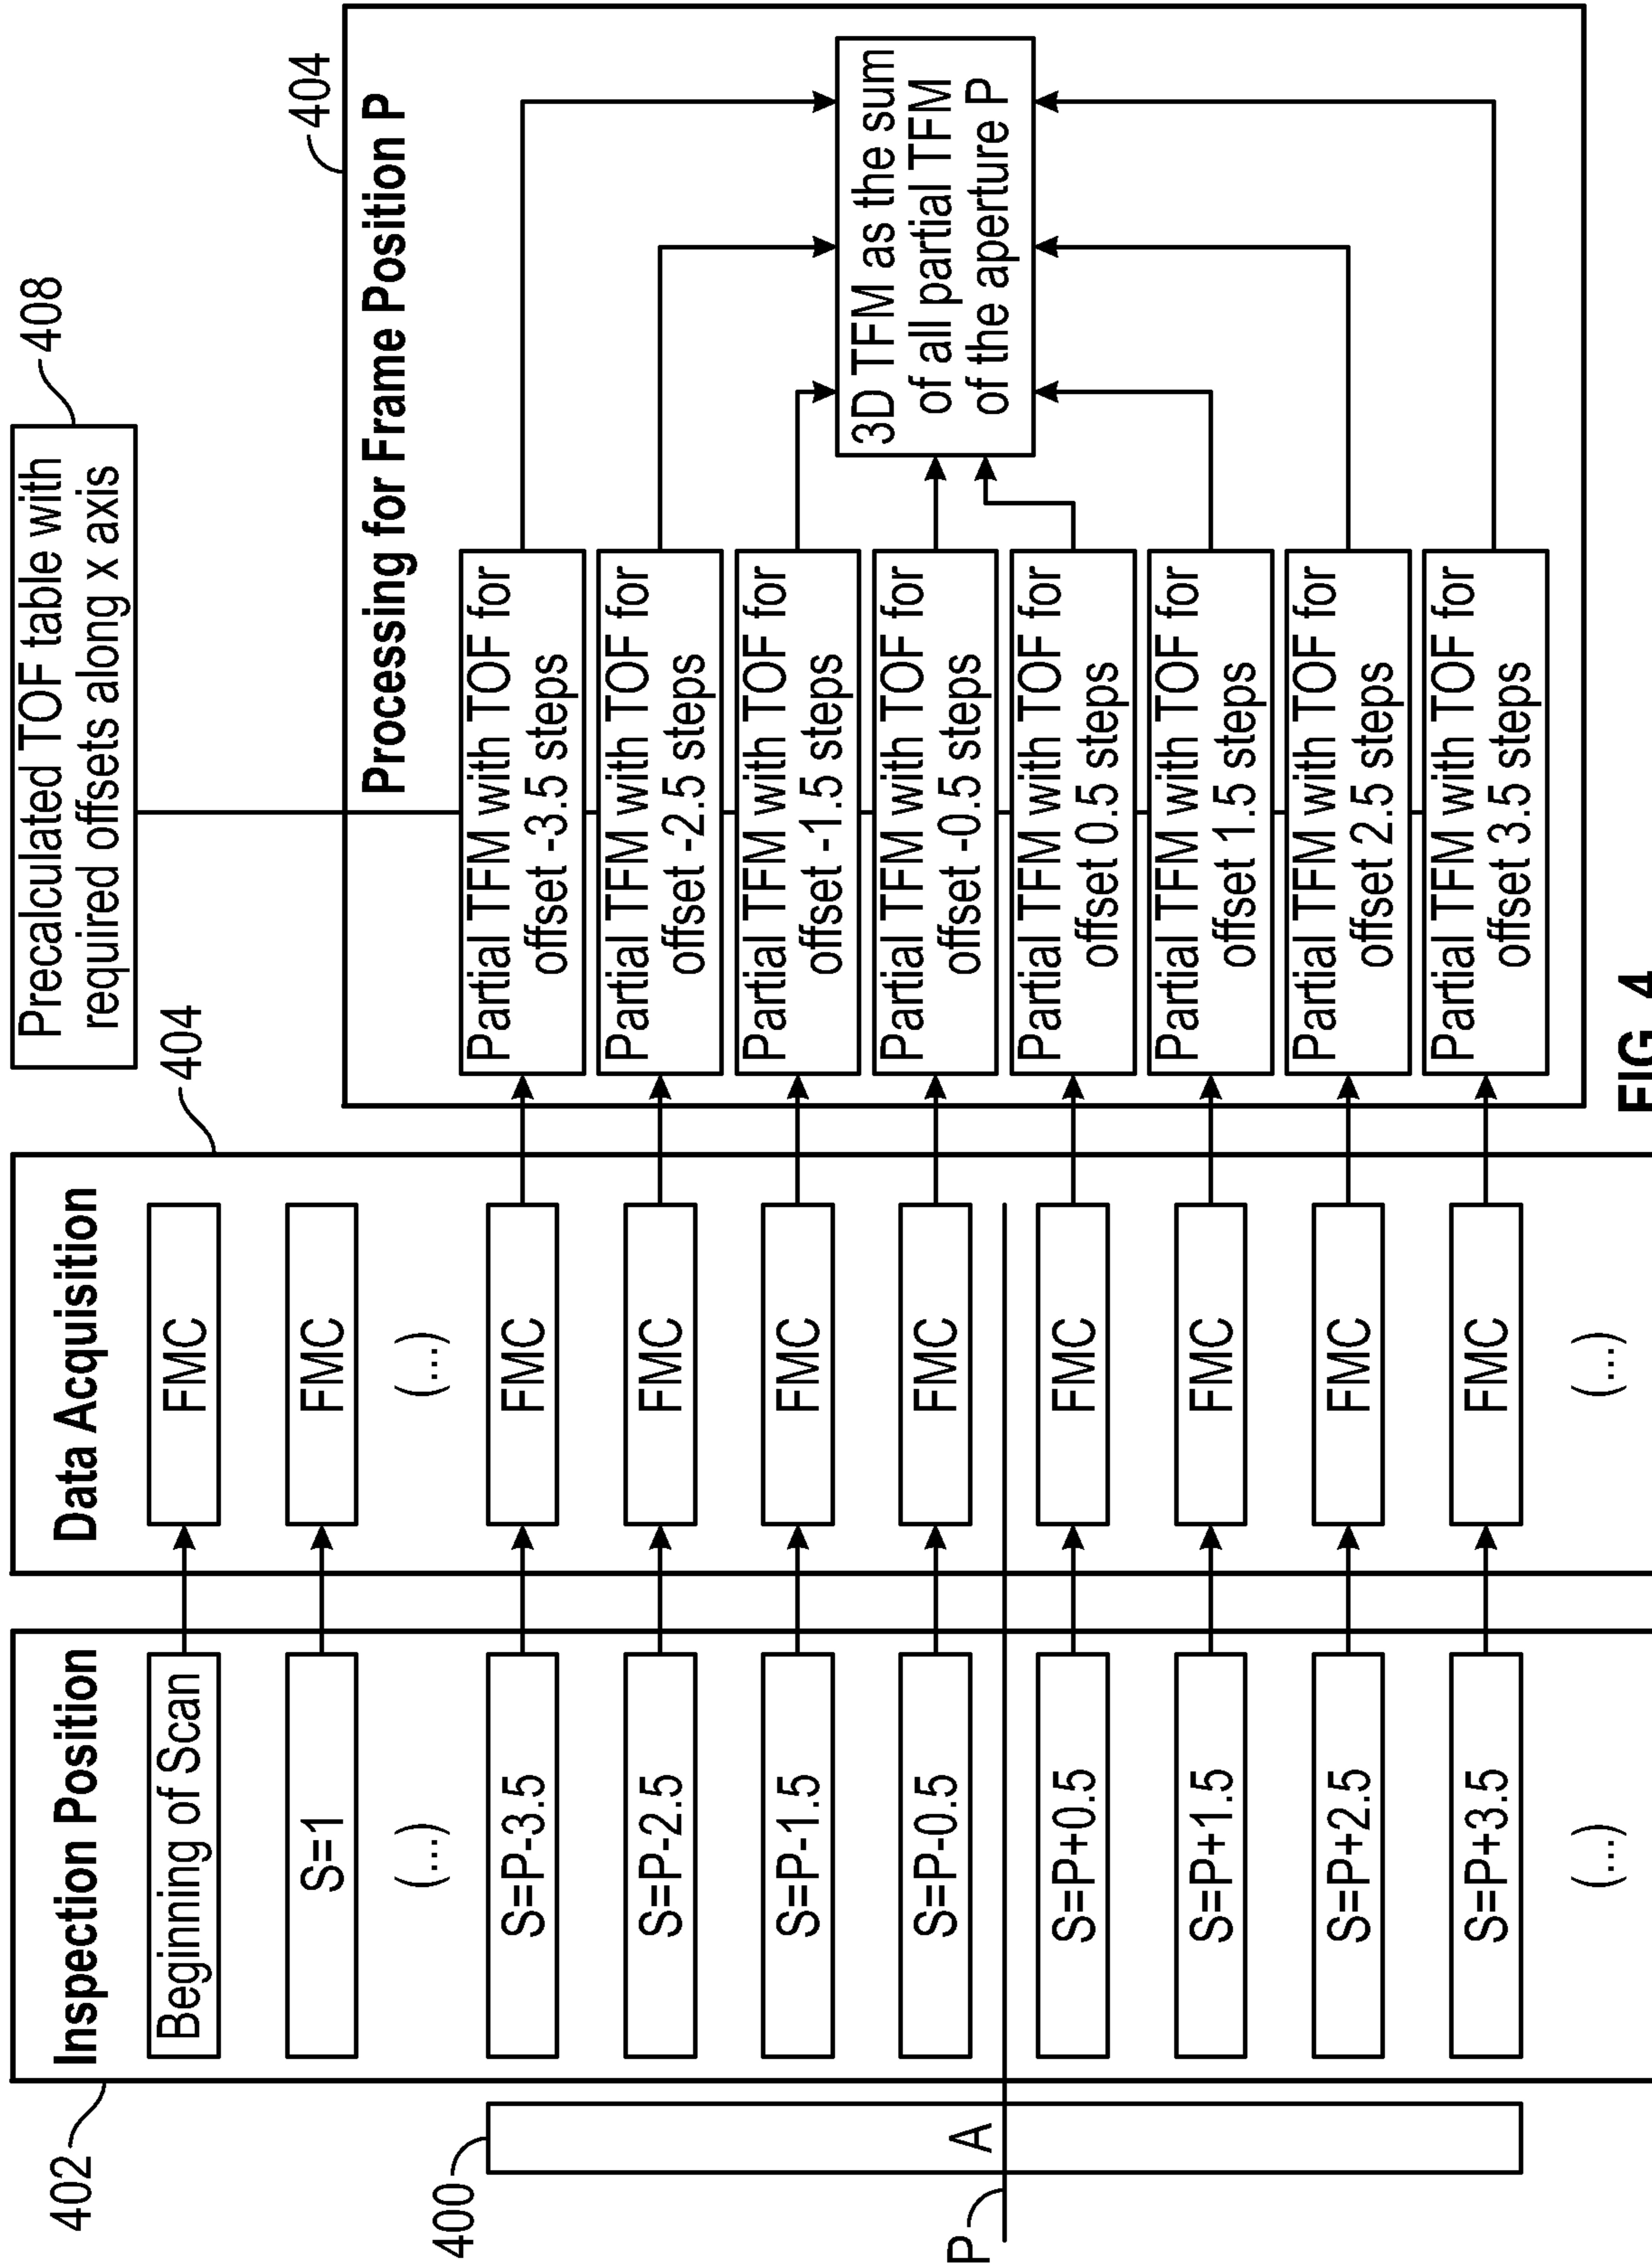 402
Inspection Position
Beginning of Scan
S=1
(...)
S=P-3.5
S=P-2.5
S=P-1.5
S=P-0.5
S=P+0.5
S=P+1.5
S=P+2.5
S=P+3.5
(...)
400
A
P
404
Data Acquisition
FMC
FMC
(...)
FMC
FMC
FMC
FMC
FMC
FMC
FMC
FMC
(...)
Precalculated TOF table with
required offsets along x axis
408
404
Processing for Frame Position P
Partial TFM with TOF for
offset -3.5 steps
Partial TFM with TOF for
offset -2.5 steps
Partial TFM with TOF for
offset -1.5 steps
Partial TFM with TOF for
offset -0.5 steps
Partial TFM with TOF for
offset 0.5 steps
Partial TFM with TOF for
offset 1.5 steps
Partial TFM with TOF for
offset 2.5 steps
Partial TFM with TOF for
offset 3.5 steps
3D TFM as the sum
of all partial TFM
of the aperture P
FIG. 4